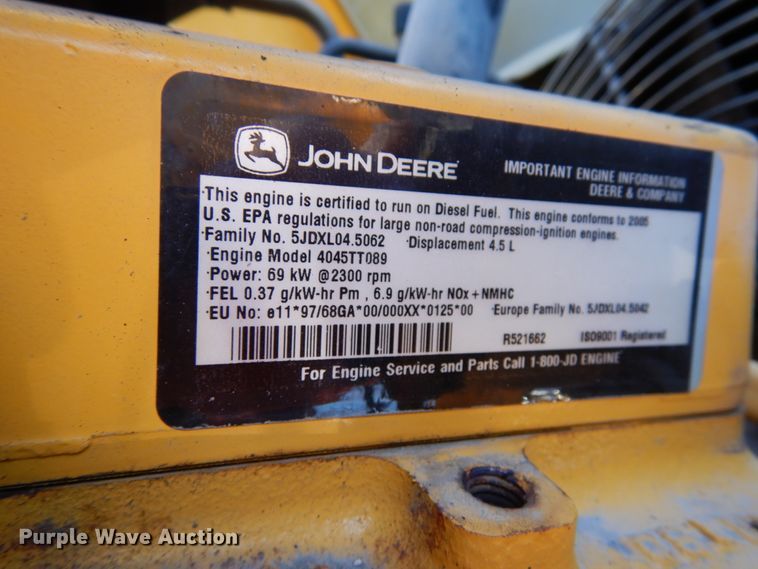 JOHN DEERE
IMPORTANT ENGINE INFORMATION
DEERE & COMPANY
·This engine is certified to run on Diesel Fuel. This engine conforms to 2005
U.S. EPA regulations for large non-road compression-ignition engines.
·Family No. 5JDXL04.5062 ·Displacement 4.5 L
·Engine Model 4045TT089
·Power: 69 kW @2300 rpm
·FEL 0.37 g/kW-hr Pm , 6.9 g/kW-hr NOx+NMHC
·EU No: e11*97/68GA*00/000XX*0125*00 ·Europe Family No. 5JDXL04.5042
R521662 ISO9001 Registered
For Engine Service and Parts Call 1-800-JD ENGINE
Purple Wave Auction